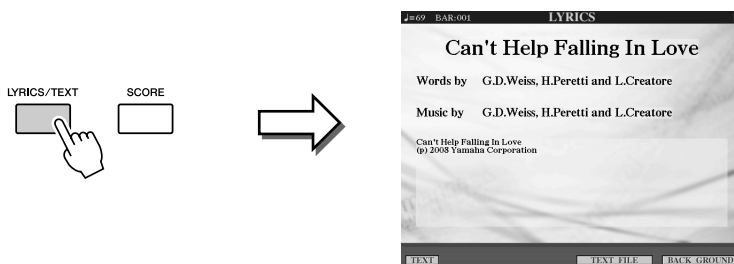 LYRICS/TEXT
SCORE
♩=69 BAR:001 LYRICS
Can't Help Falling In Love
Words by G.D.Weiss, H.Peretti and L.Creatore
Music by G.D.Weiss, H.Peretti and L.Creatore
Can't Help Falling In Love
(p) 2008 Yamaha Corporation
TEXT TEXT FILE BACK GROUND